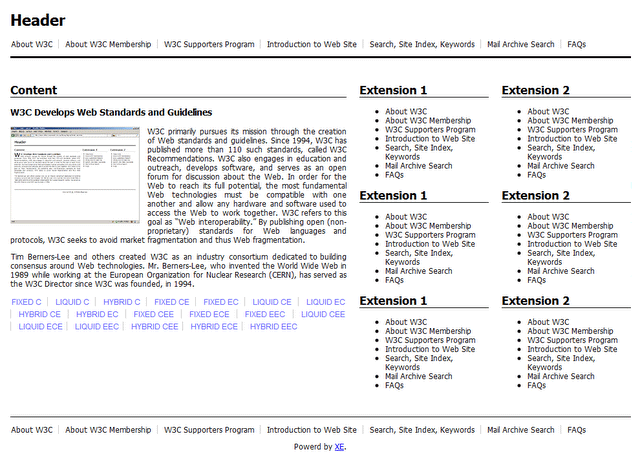 Header
About W3C About W3C Membership W3C Supporters Program Introduction to Web Site Search, Site Index, Keywords Mail Archive Search FAQs
Content
W3C Develops Web Standards and Guidelines
W3C primarily pursues its mission through the creation
of Web standards and guidelines. Since 1994, W3C has
published more than 110 such standards, called W3C
Recommendations. W3C also engages in education and
outreach, develops software, and serves as an open
forum for discussion about the Web. In order for the
Web to reach its full potential, the most fundamental
Web technologies must be compatible with one
another and allow any hardware and software used to
access the Web to work together. W3C refers to this
goal as "Web interoperability." By publishing open (non-
proprietary) standards for Web languages and
protocols, W3C seeks to avoid market fragmentation and thus Web fragmentation.
Tim Berners-Lee and others created W3C as an industry consortium dedicated to building
consensus around Web technologies. Mr. Berners-Lee, who invented the World Wide Web in
1989 while working at the European Organization for Nuclear Research (CERN), has served as
the W3C Director since W3C was founded, in 1994.
FIXED C LIQUID C HYBRID C FIXED CE FIXED EC LIQUID CE LIQUID EC
HYBRID CE HYBRID EC FIXED CEE FIXED ECE FIXED EEC LIQUID CEE
LIQUID ECE LIQUID EEC HYBRID CEE HYBRID ECE HYBRID EEC
Extension 1
About W3C
About W3C Membership
W3C Supporters Program
Introduction to Web Site
Search, Site Index,
Keywords
Mail Archive Search
FAQs
Extension 1
About W3C
About W3C Membership
W3C Supporters Program
Introduction to Web Site
Search, Site Index,
Keywords
Mail Archive Search
FAQs
Extension 1
About W3C
About W3C Membership
W3C Supporters Program
Introduction to Web Site
Search, Site Index,
Keywords
Mail Archive Search
FAQs
Extension 2
About W3C
About W3C Membership
W3C Supporters Program
Introduction to Web Site
Search, Site Index,
Keywords
Mail Archive Search
FAQs
Extension 2
About W3C
About W3C Membership
W3C Supporters Program
Introduction to Web Site
Search, Site Index,
Keywords
Mail Archive Search
FAQs
Extension 2
About W3C
About W3C Membership
W3C Supporters Program
Introduction to Web Site
Search, Site Index,
Keywords
Mail Archive Search
FAQs
About W3C About W3C Membership W3C Supporters Program Introduction to Web Site Search, Site Index, Keywords Mail Archive Search FAQs
Powerd by XE.